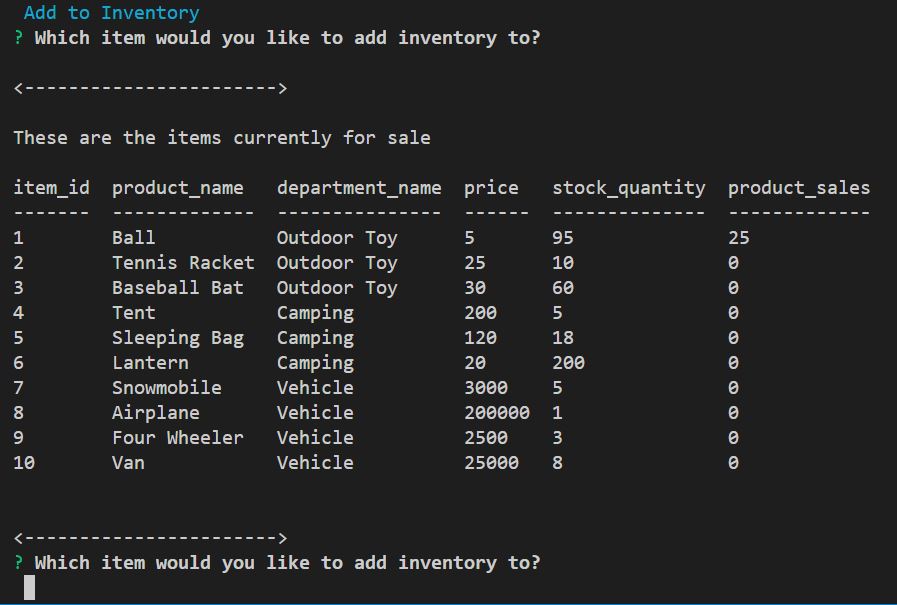 Add to Inventory
? Which item would you like to add inventory to?
<----------------------->
These are the items currently for sale
item_id  product_name   department_name  price   stock_quantity  product_sales
-------  -------------  ---------------  ------  --------------  -------------
1        Ball           Outdoor Toy      5       95              25
2        Tennis Racket  Outdoor Toy      25      10              0
3        Baseball Bat   Outdoor Toy      30      60              0
4        Tent           Camping          200     5               0
5        Sleeping Bag   Camping          120     18              0
6        Lantern        Camping          20      200             0
7        Snowmobile     Vehicle          3000    5               0
8        Airplane       Vehicle          200000  1               0
9        Four Wheeler   Vehicle          2500    3               0
10       Van            Vehicle          25000   8               0
<----------------------->
? Which item would you like to add inventory to?